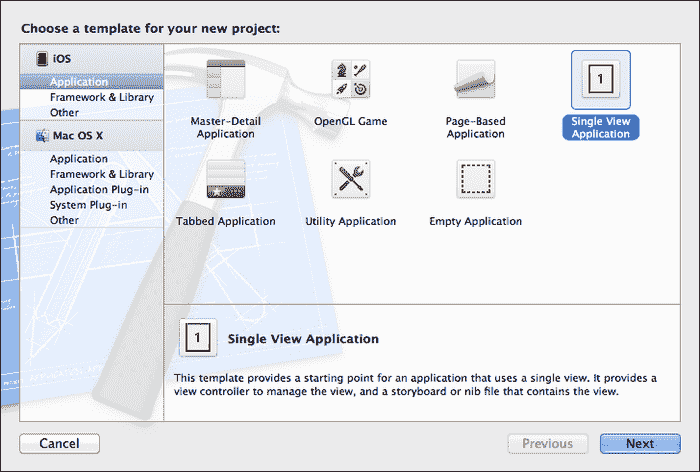 Choose a template for your new project:
iOS
Application
Framework & Library
Other
Mac OS X
Application
Framework & Library
Application Plug-in
System Plug-in
Other
Master-Detail
Application
OpenGL Game
Page-Based
Application
1
Single View
Application
Tabbed Application
Utility Application
Empty Application
1
Single View Application
This template provides a starting point for an application that uses a single view. It provides a
view controller to manage the view, and a storyboard or nib file that contains the view.
Cancel
Previous
Next